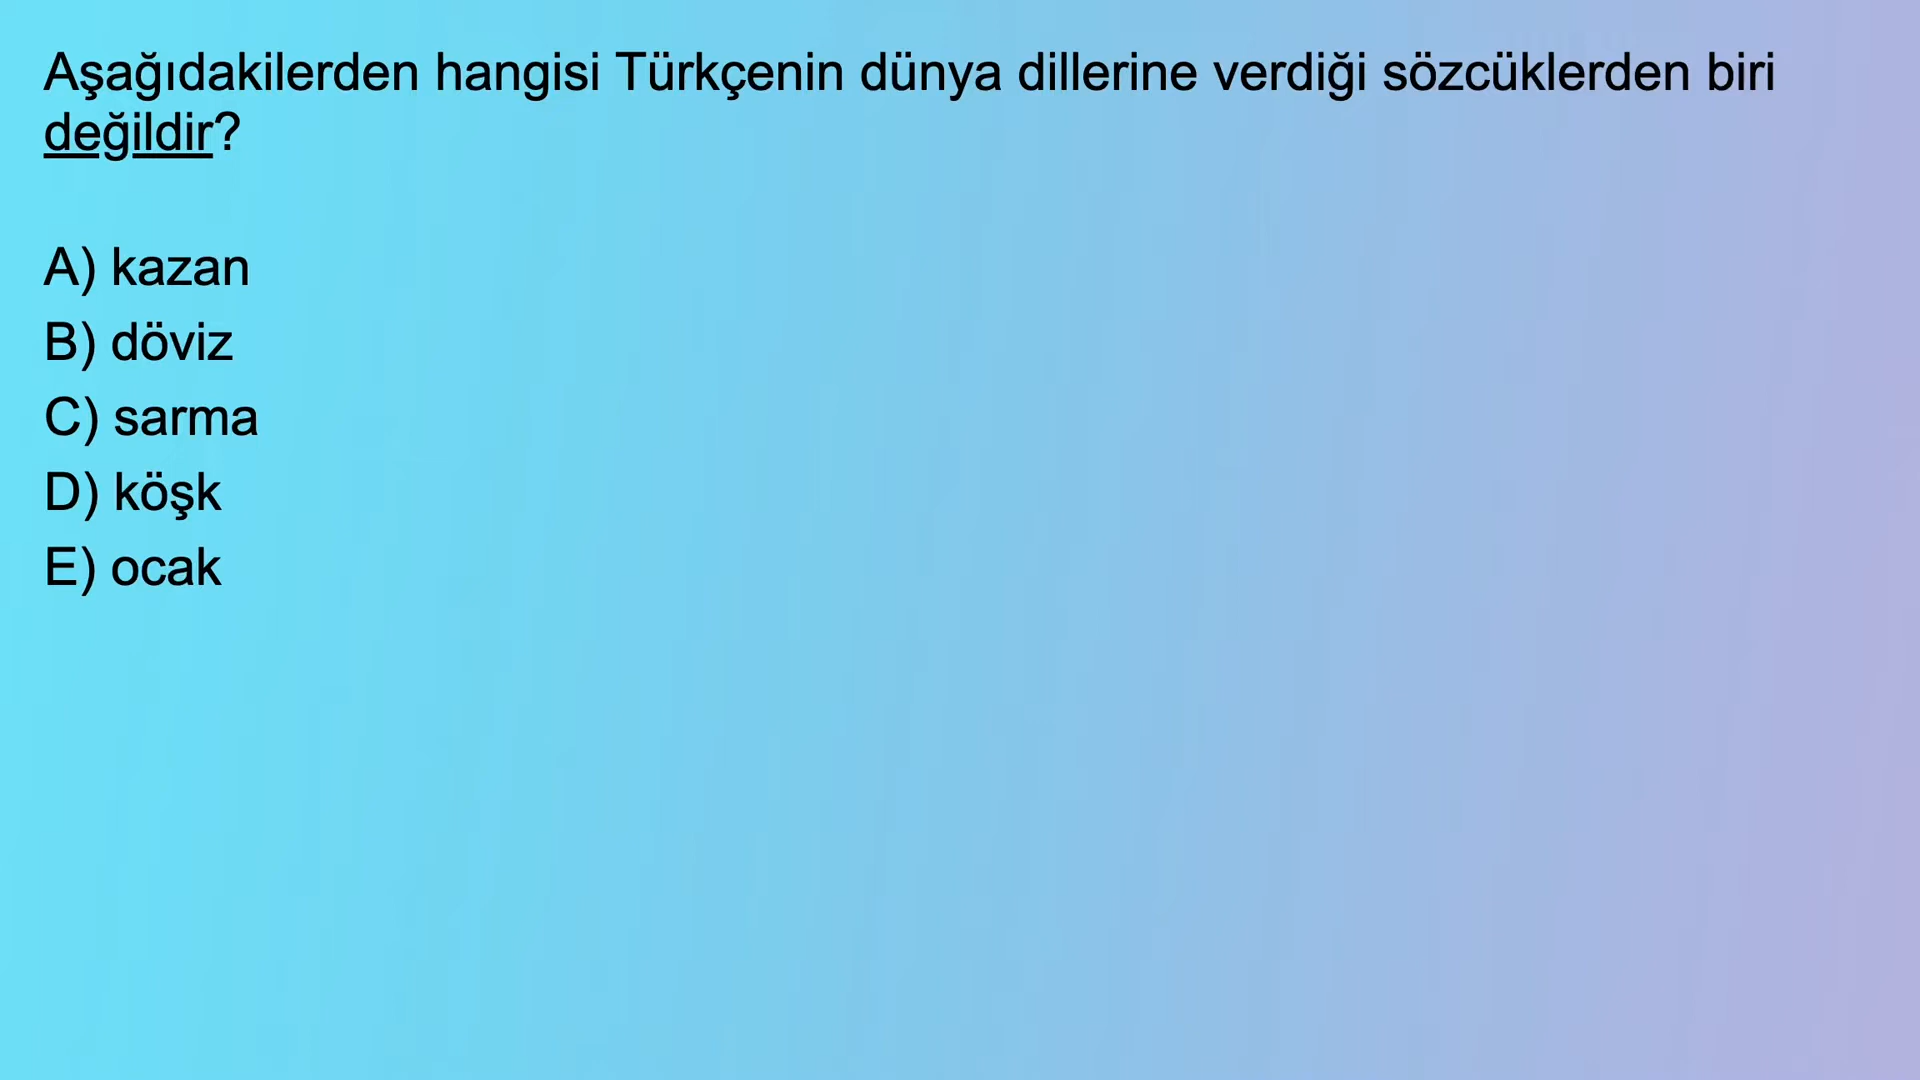 Aşağıdakilerden hangisi Türkçenin dünya dillerine verdiği sözcüklerden biri
değildir?
A) kazan
B) döviz
C) sarma
D) köşk
E) ocak